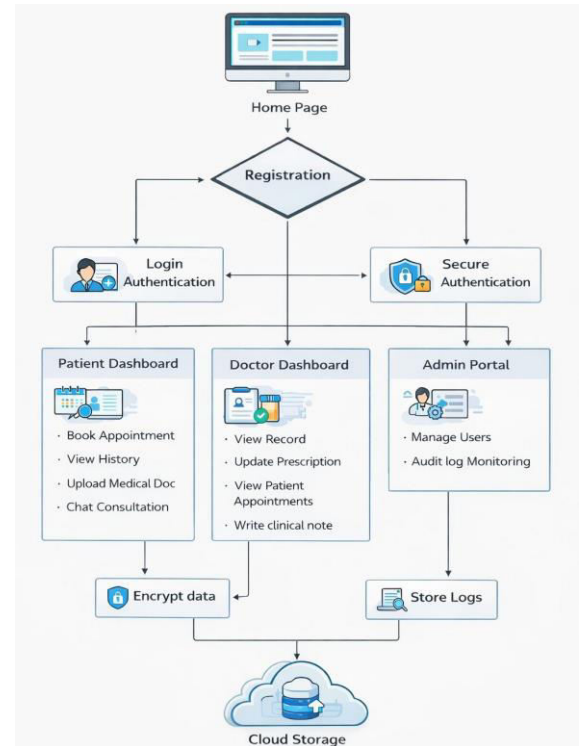 Home Page
Registration
Login
Authentication
Secure
Authentication
Patient Dashboard
· Book Appointment
· View History
· Upload Medical Doc
· Chat Consultation
Doctor Dashboard
· View Record
· Update Prescription
· View Patient
Appointments
· Write clinical note
Admin Portal
· Manage Users
· Audit log Monitoring
Encrypt data
Store Logs
Cloud Storage